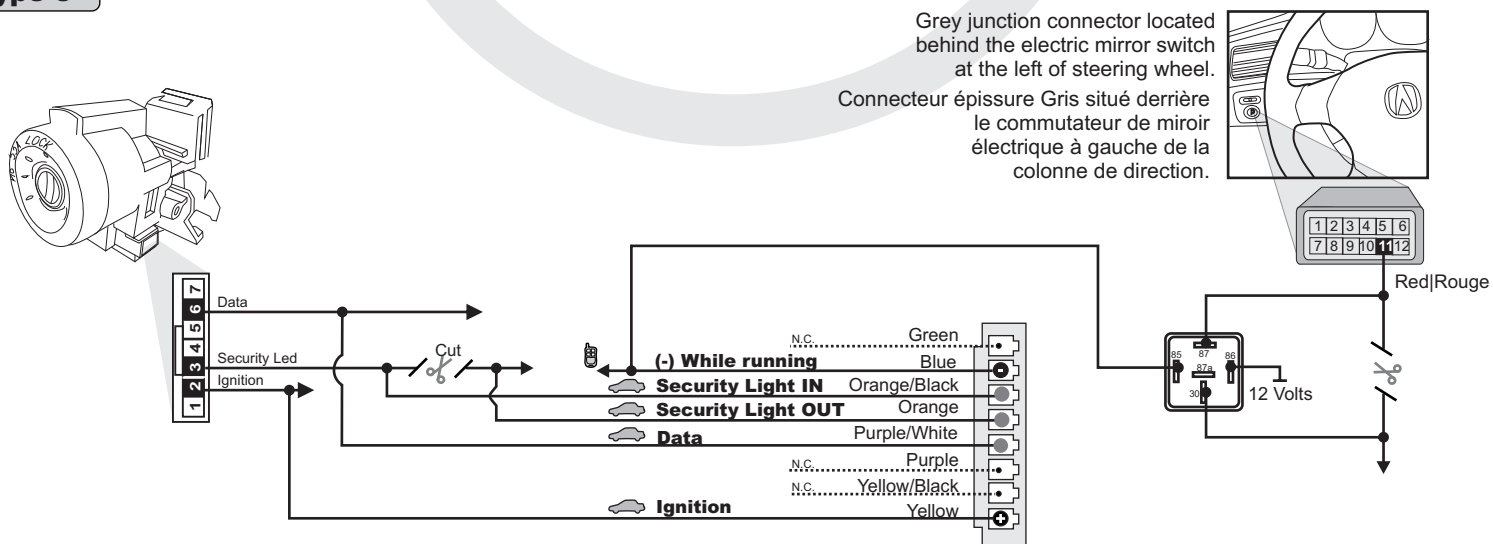 Grey junction connector located
behind the electric mirror switch
at the left of steering wheel.
Connecteur épissure Gris situé derrière
le commutateur de miroir
électrique à gauche de la
colonne de direction.
LOCK
1 2 3 4 5 6
7 8 9 10 11 12
Red|Rouge
7
6
5
4
3
2
1
Data
Security Led
Ignition
Cut
N.C. Green
(-) While running Blue
Security Light IN Orange/Black
Security Light OUT Orange
Data Purple/White
N.C. Purple
N.C. Yellow/Black
Ignition Yellow
85 87 86
87a
30
12 Volts